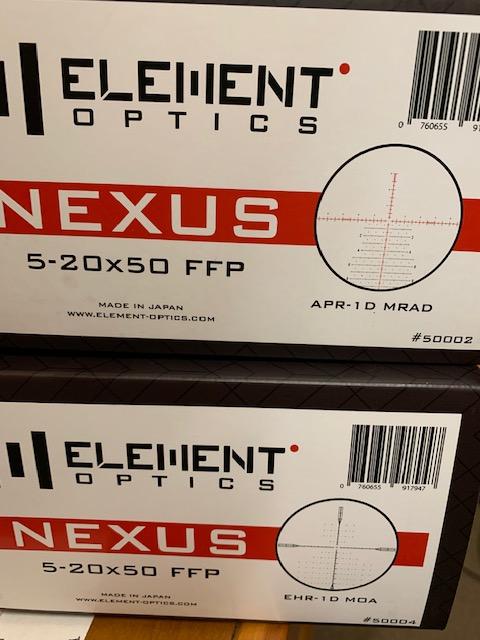 ELEMENT
OPTICS
0 760655 91
NEXUS
5-20x50 FFP
MADE IN JAPAN
WWW.ELEMENT-OPTICS.COM
APR-1D MRAD
#50002
ELEMENT
OPTICS
0 760655 917947
NEXUS
5-20x50 FFP
MADE IN JAPAN
WWW.ELEMENT-OPTICS.COM
EHR-1D MOA
#50004